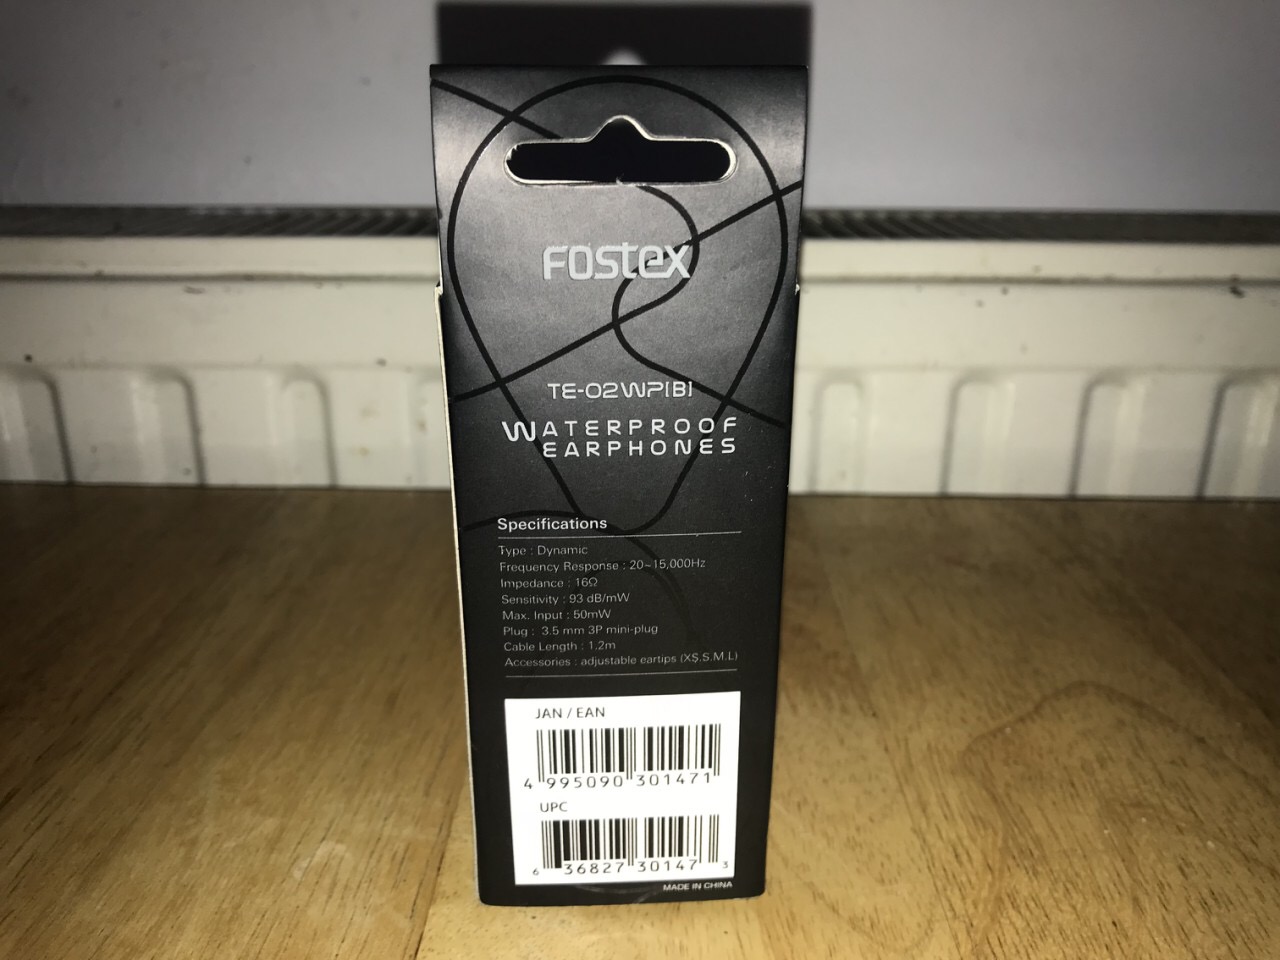 Fostex
TE-02WP[B]
WATERPROOF
EARPHONES
Specifications
Type : Dynamic
Frequency Response : 20~15,000Hz
Impedance : 16Ω
Sensitivity : 93 dB/mW
Max. Input : 50mW
Plug : 3.5 mm 3P mini-plug
Cable Length : 1.2m
Accessories : adjustable eartips (XS.S.M.L)
JAN / EAN
4 995090 301471
UPC
6 36827 30147 3
MADE IN CHINA